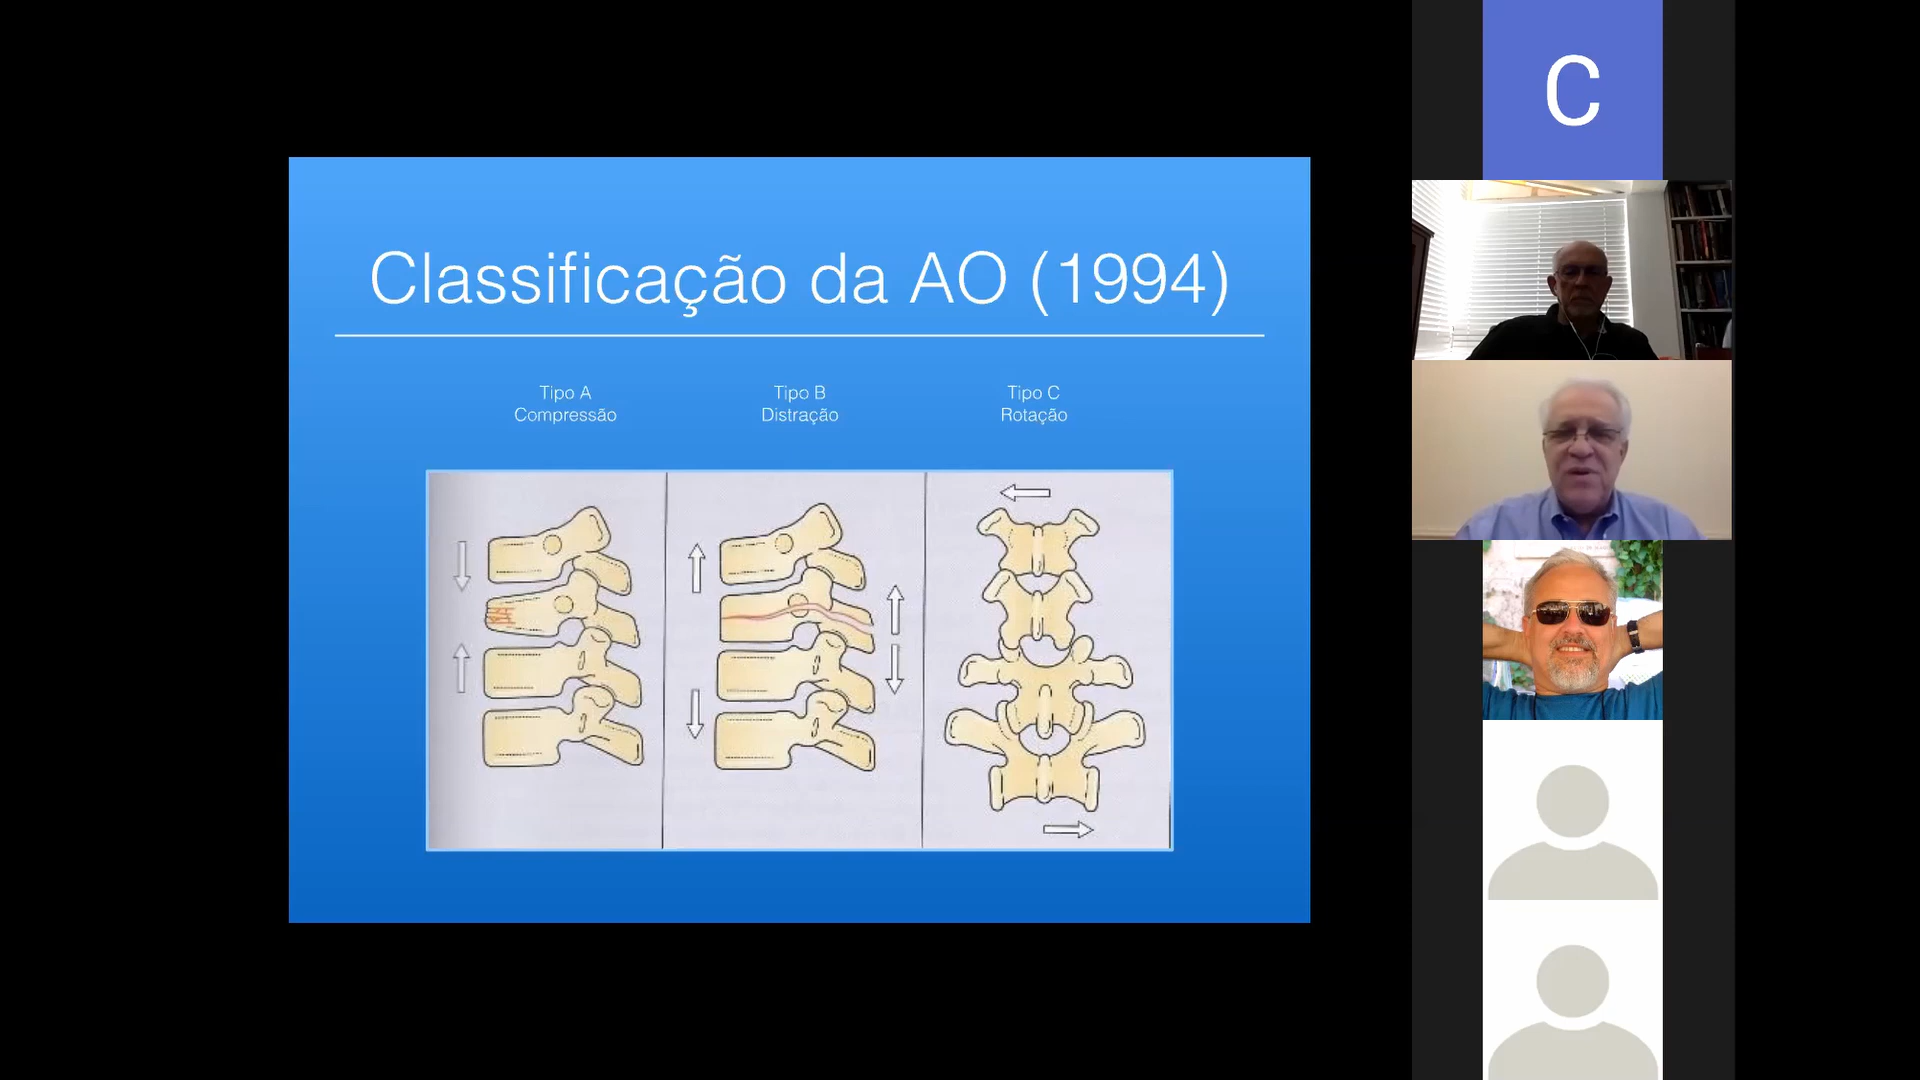 Classificação da AO (1994)
Tipo A
Compressão
Tipo B
Distração
Tipo C
Rotação
C